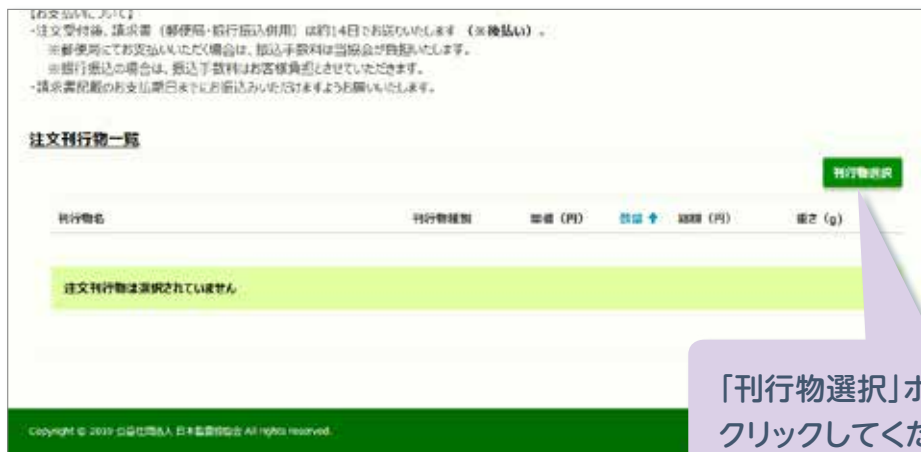 【お支払いについて】
・注文受付後、請求書（郵便局・銀行振込併用）は約14日でお送りいたします（※後払い）。
※郵便局にてお支払いいただく場合は、振込手数料は当協会が負担いたします。
※銀行振込の場合は、振込手数料はお客様負担とさせていただきます。
・請求書記載のお支払期日までにお振込みいただけますようお願いいたします。
注文刊行物一覧
刊行物選択
刊行物名 刊行物種別 単価（円） 数量↑ 総額（円） 重さ（g）
注文刊行物は選択されていません
「刊行物選択」ボ
クリックしてくだ
Copyright © 2019 公益社団法人 日本監査役協会 All rights reserved.